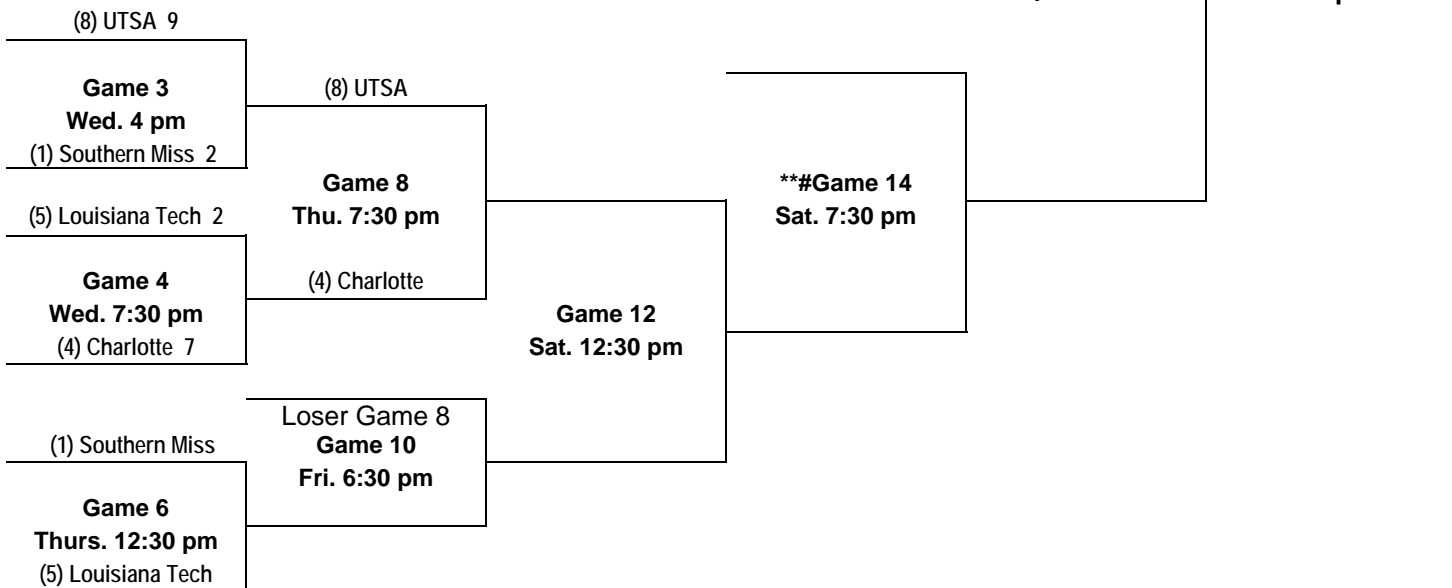 (8) UTSA 9
Game 3
Wed. 4 pm
(1) Southern Miss 2
(8) UTSA
Game 8
Thu. 7:30 pm
(4) Charlotte
(5) Louisiana Tech 2
Game 4
Wed. 7:30 pm
(4) Charlotte 7
**#Game 14
Sat. 7:30 pm
Game 12
Sat. 12:30 pm
Loser Game 8
Game 10
Fri. 6:30 pm
(1) Southern Miss
Game 6
Thurs. 12:30 pm
(5) Louisiana Tech